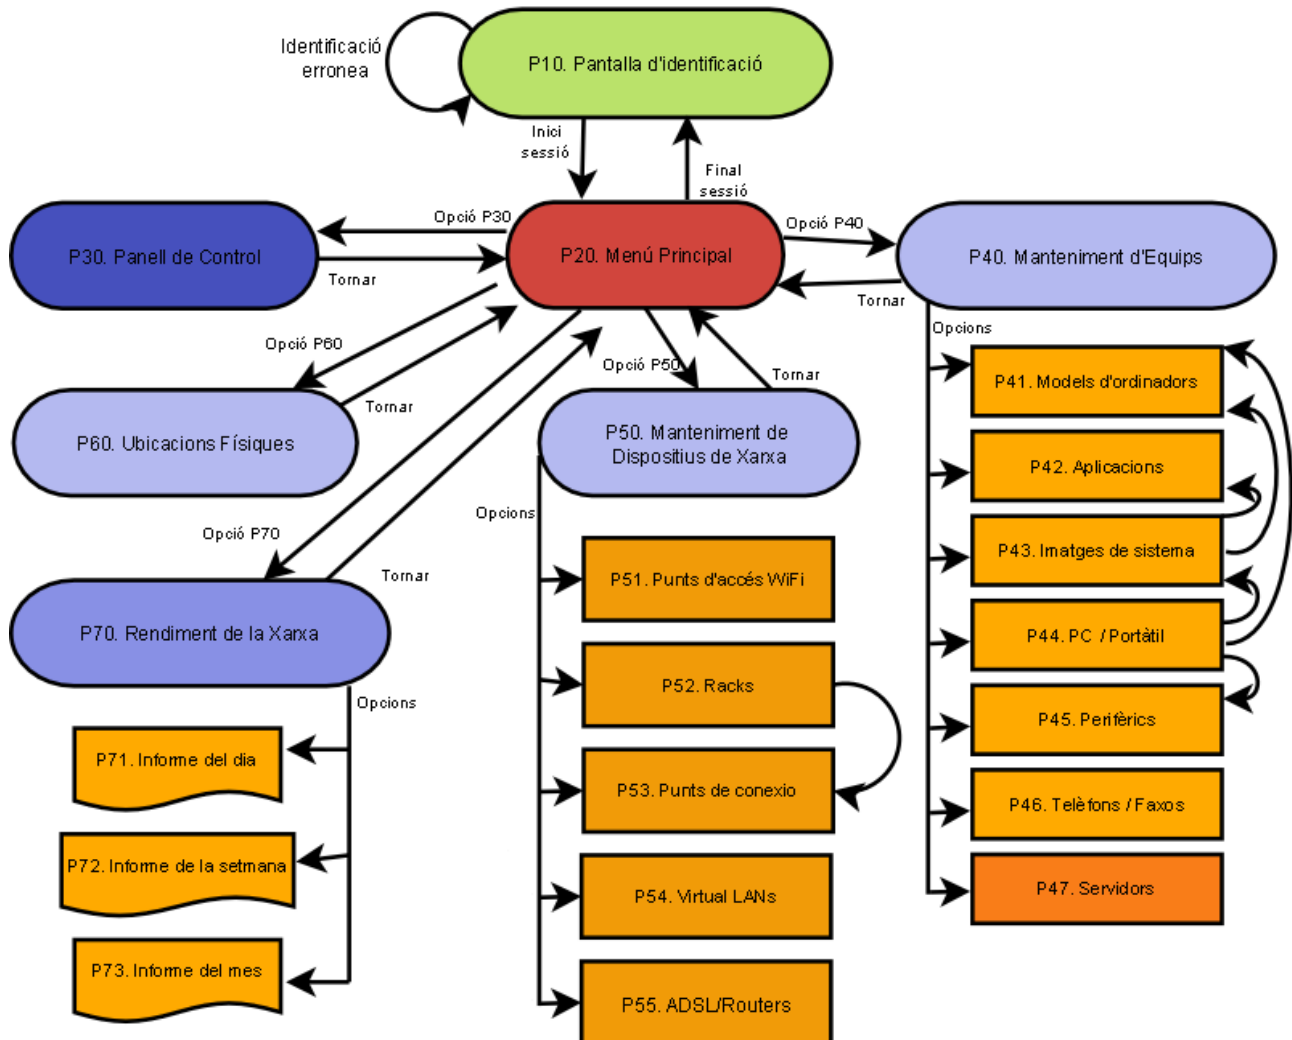 Identificació
erronea
P10. Pantalla d'identificació
Inici
sessió
Final
sessió
Opció P30
Opció P40
P30. Panell de Control
P20. Menú Principal
P40. Manteniment d'Equips
Tornar
Tornar
Opcions
Opció P60
Opció P50
Tornar
Tornar
P41. Models d'ordinadors
P60. Ubicacions Físiques
P50. Manteniment de
Dispositius de Xarxa
P42. Aplicacions
Opcions
Opció P70
P43. Imatges de sistema
Tornar
P51. Punts d'accés WiFi
P70. Rendiment de la Xarxa
P44. PC / Portàtil
P52. Racks
Opcions
P45. Perifèrics
P71. Informe del dia
P53. Punts de conexio
P46. Telèfons / Faxos
P72. Informe de la setmana
P54. Virtual LANs
P47. Servidors
P73. Informe del mes
P55. ADSL/Routers